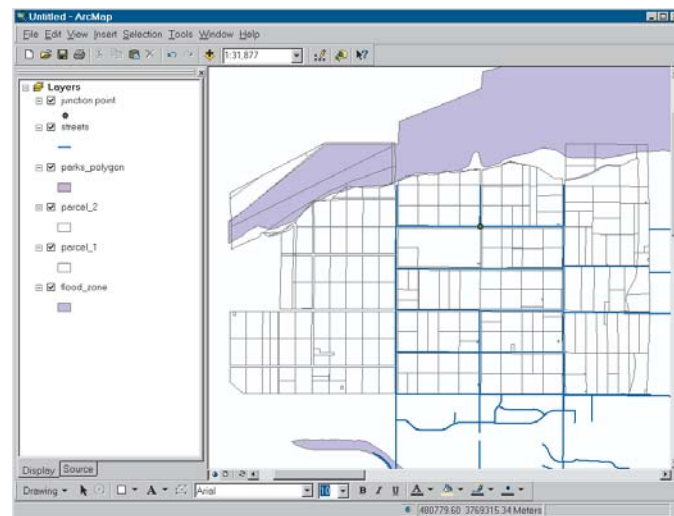 Untitled - ArcMap
File Edit View Insert Selection Tools Window Help
1:31,877
Layers
junction point
streets
parks_polygon
parcel_2
parcel_1
flood_zone
Display Source
Drawing A Arial 10 B I U A
480779.60 3769315.34 Meters